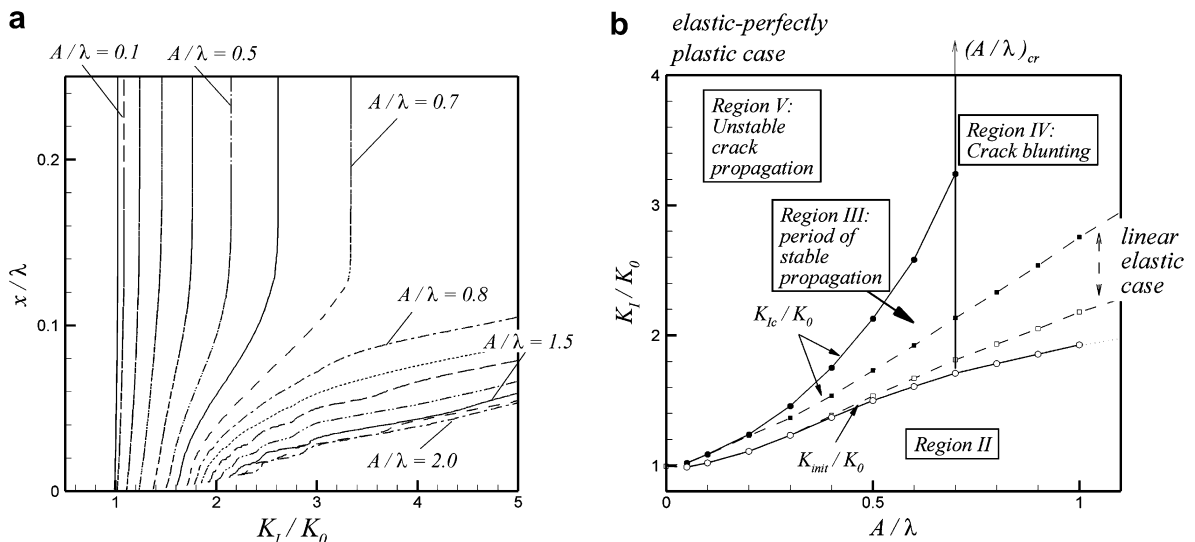 a
A / λ = 0.1
A / λ = 0.5
A / λ = 0.7
A / λ = 0.8
A / λ = 1.5
A / λ = 2.0
0.2
0.1
0
x / λ
1
2
3
4
5
K_I / K_0
b
elastic-perfectly
plastic case
(A / λ)_cr
Region V:
Unstable
crack
propagation
Region IV:
Crack blunting
Region III:
period of
stable
propagation
linear
elastic
case
K_Ic / K_0
K_init / K_0
Region II
4
3
2
1
K_I / K_0
0
0.5
1
A / λ